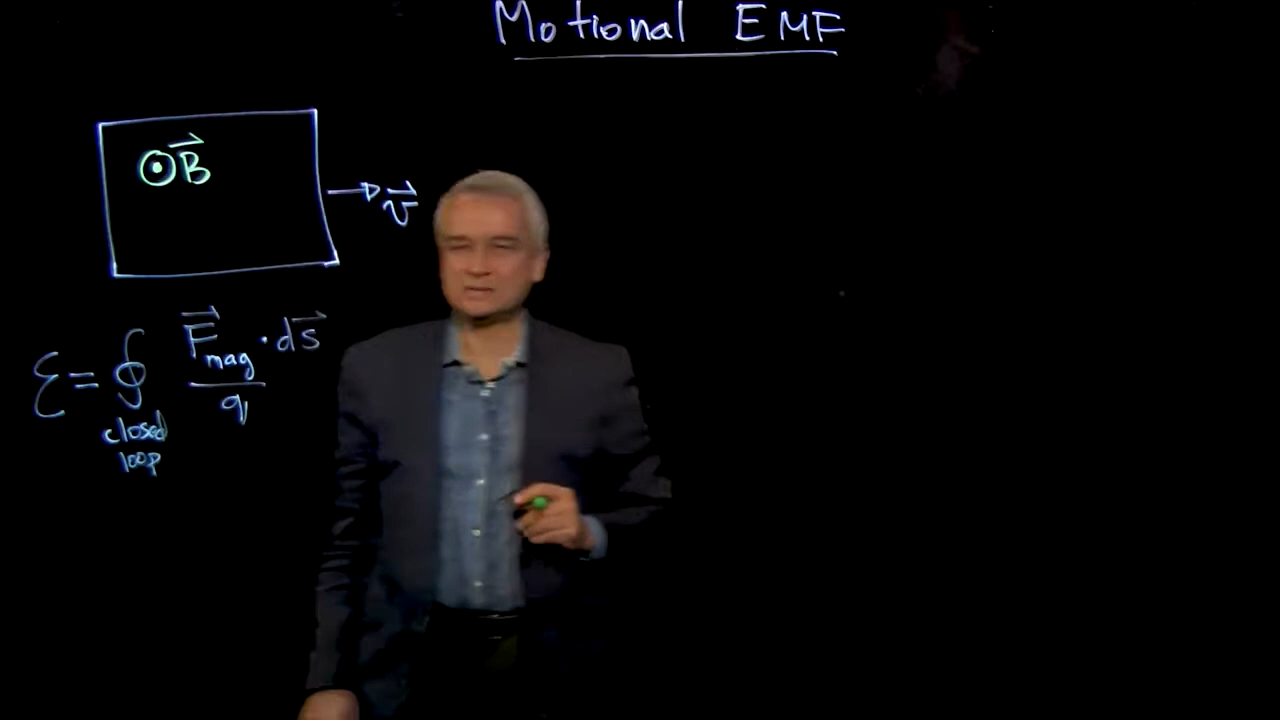 Motional EMF
⊙B⃗
v⃗
ℰ = ∮ F⃗mag/q · ds⃗
closed
loop